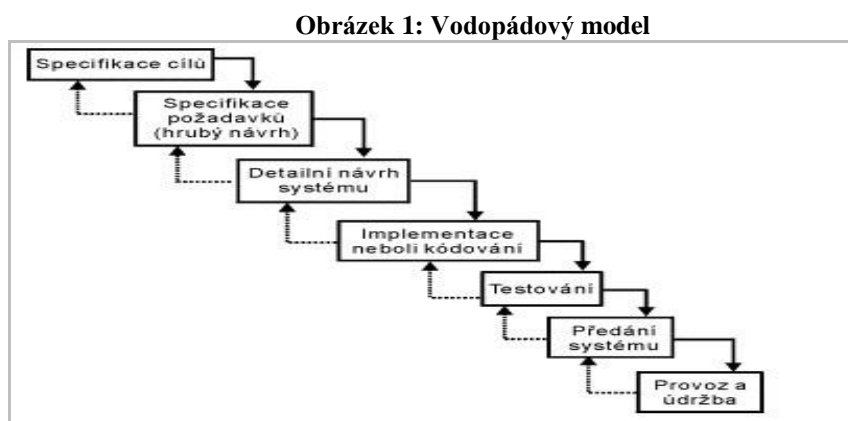 Obrázek 1: Vodopádový model
Specifikace cílů
Specifikace
požadavků
(hrubý návrh)
Detailní návrh
systému
Implementace
neboli kódování
Testování
Předání
systému
Provoz a
údržba